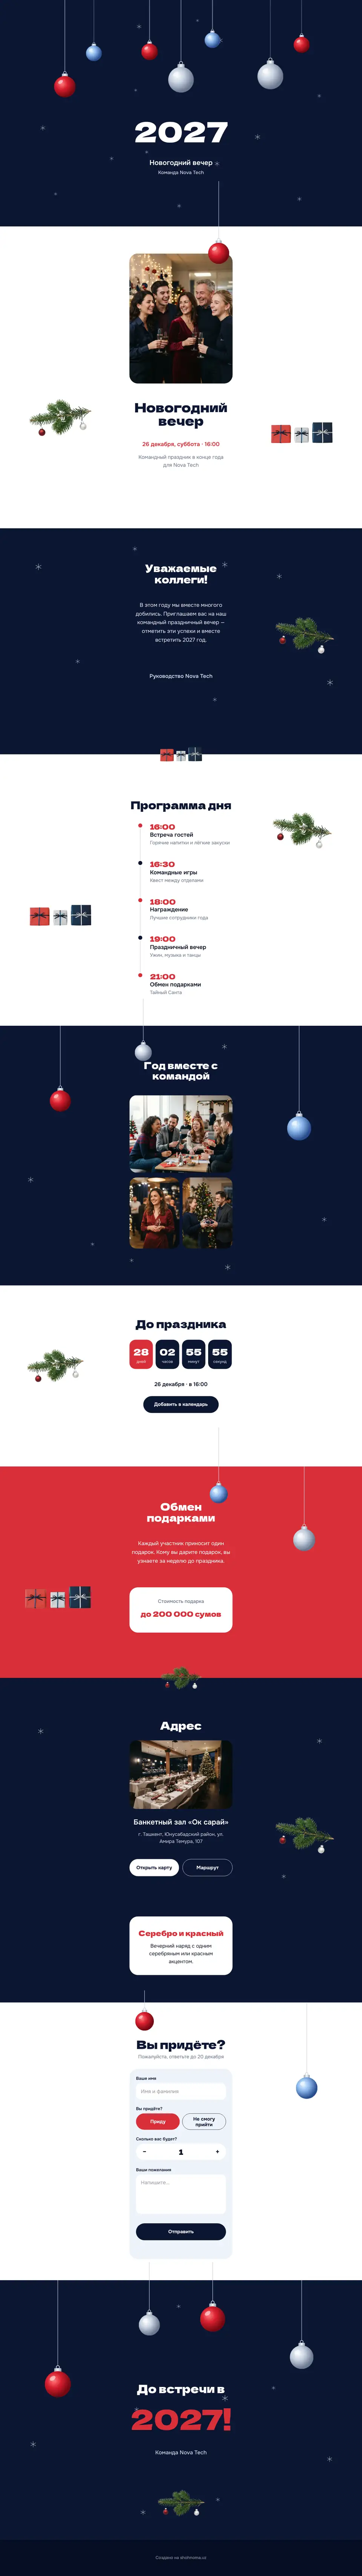 2027
Новогодний вечер
Команда Nova Tech
Новогодний
вечер
26 декабря, суббота · 16:00
Командный праздник в конце года
для Nova Tech
Уважаемые
коллеги!
В этом году мы вместе многого
добились. Приглашаем вас на наш
командный праздничный вечер —
отметить эти успехи и вместе
встретить 2027 год.
Руководство Nova Tech
Программа дня
16:00
Встреча гостей
Горячие напитки и лёгкие закуски
16:30
Командные игры
Квест между отделами
18:00
Награждение
Лучшие сотрудники года
19:00
Праздничный вечер
Ужин, музыка и танцы
21:00
Обмен подарками
Тайный Санта
Год вместе с
командой
До праздника
28 02 55 55
дней часов минут секунд
26 декабря · в 16:00
Добавить в календарь
Обмен
подарками
Каждый участник приносит один
подарок. Кому вы дарите подарок, вы
узнаете за неделю до праздника.
Стоимость подарка
до 200 000 сумов
Адрес
Банкетный зал «Ок сарай»
г. Ташкент, Юнусабадский район, ул.
Амира Темура, 107
Открыть карту Маршрут
Серебро и красный
Вечерний наряд с одним
серебряным или красным
акцентом.
Вы придёте?
Пожалуйста, ответьте до 20 декабря
Ваше имя
Имя и фамилия
Вы придёте?
Приду Не смогу
прийти
Сколько вас будет?
− 1 +
Ваши пожелания
Напишите...
Отправить
До встречи в
2027!
Команда Nova Tech